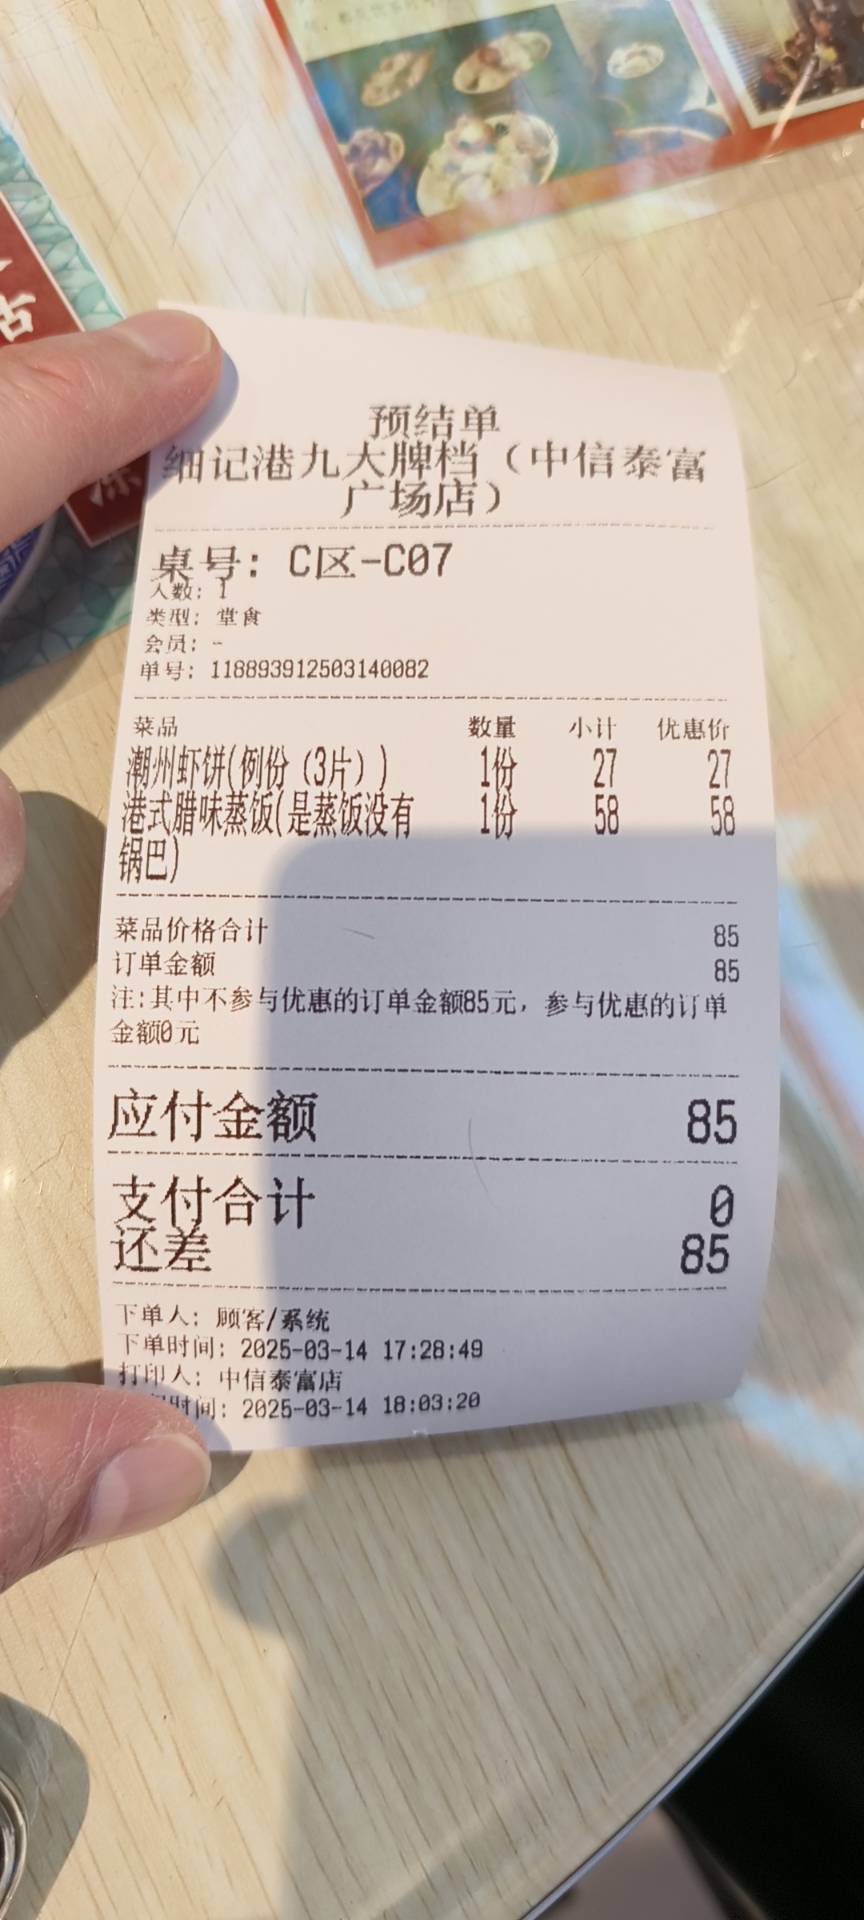 预结单
细记港九大牌档（中信泰富
广场店）
桌号: C区-C07
人数: 1
类型: 堂食
会员: -
单号: 118893912503140082
菜品 数量 小计 优惠价
潮州虾饼(例份（3片）) 1份 27 27
港式腊味蒸饭(是蒸饭没有 1份 58 58
锅巴)
菜品价格合计 85
订单金额 85
注:其中不参与优惠的订单金额85元，参与优惠的订单
金额0元
应付金额 85
支付合计 0
还差 85
下单人: 顾客/系统
下单时间: 2025-03-14 17:28:49
打印人: 中信泰富店
时间: 2025-03-14 18:03:20